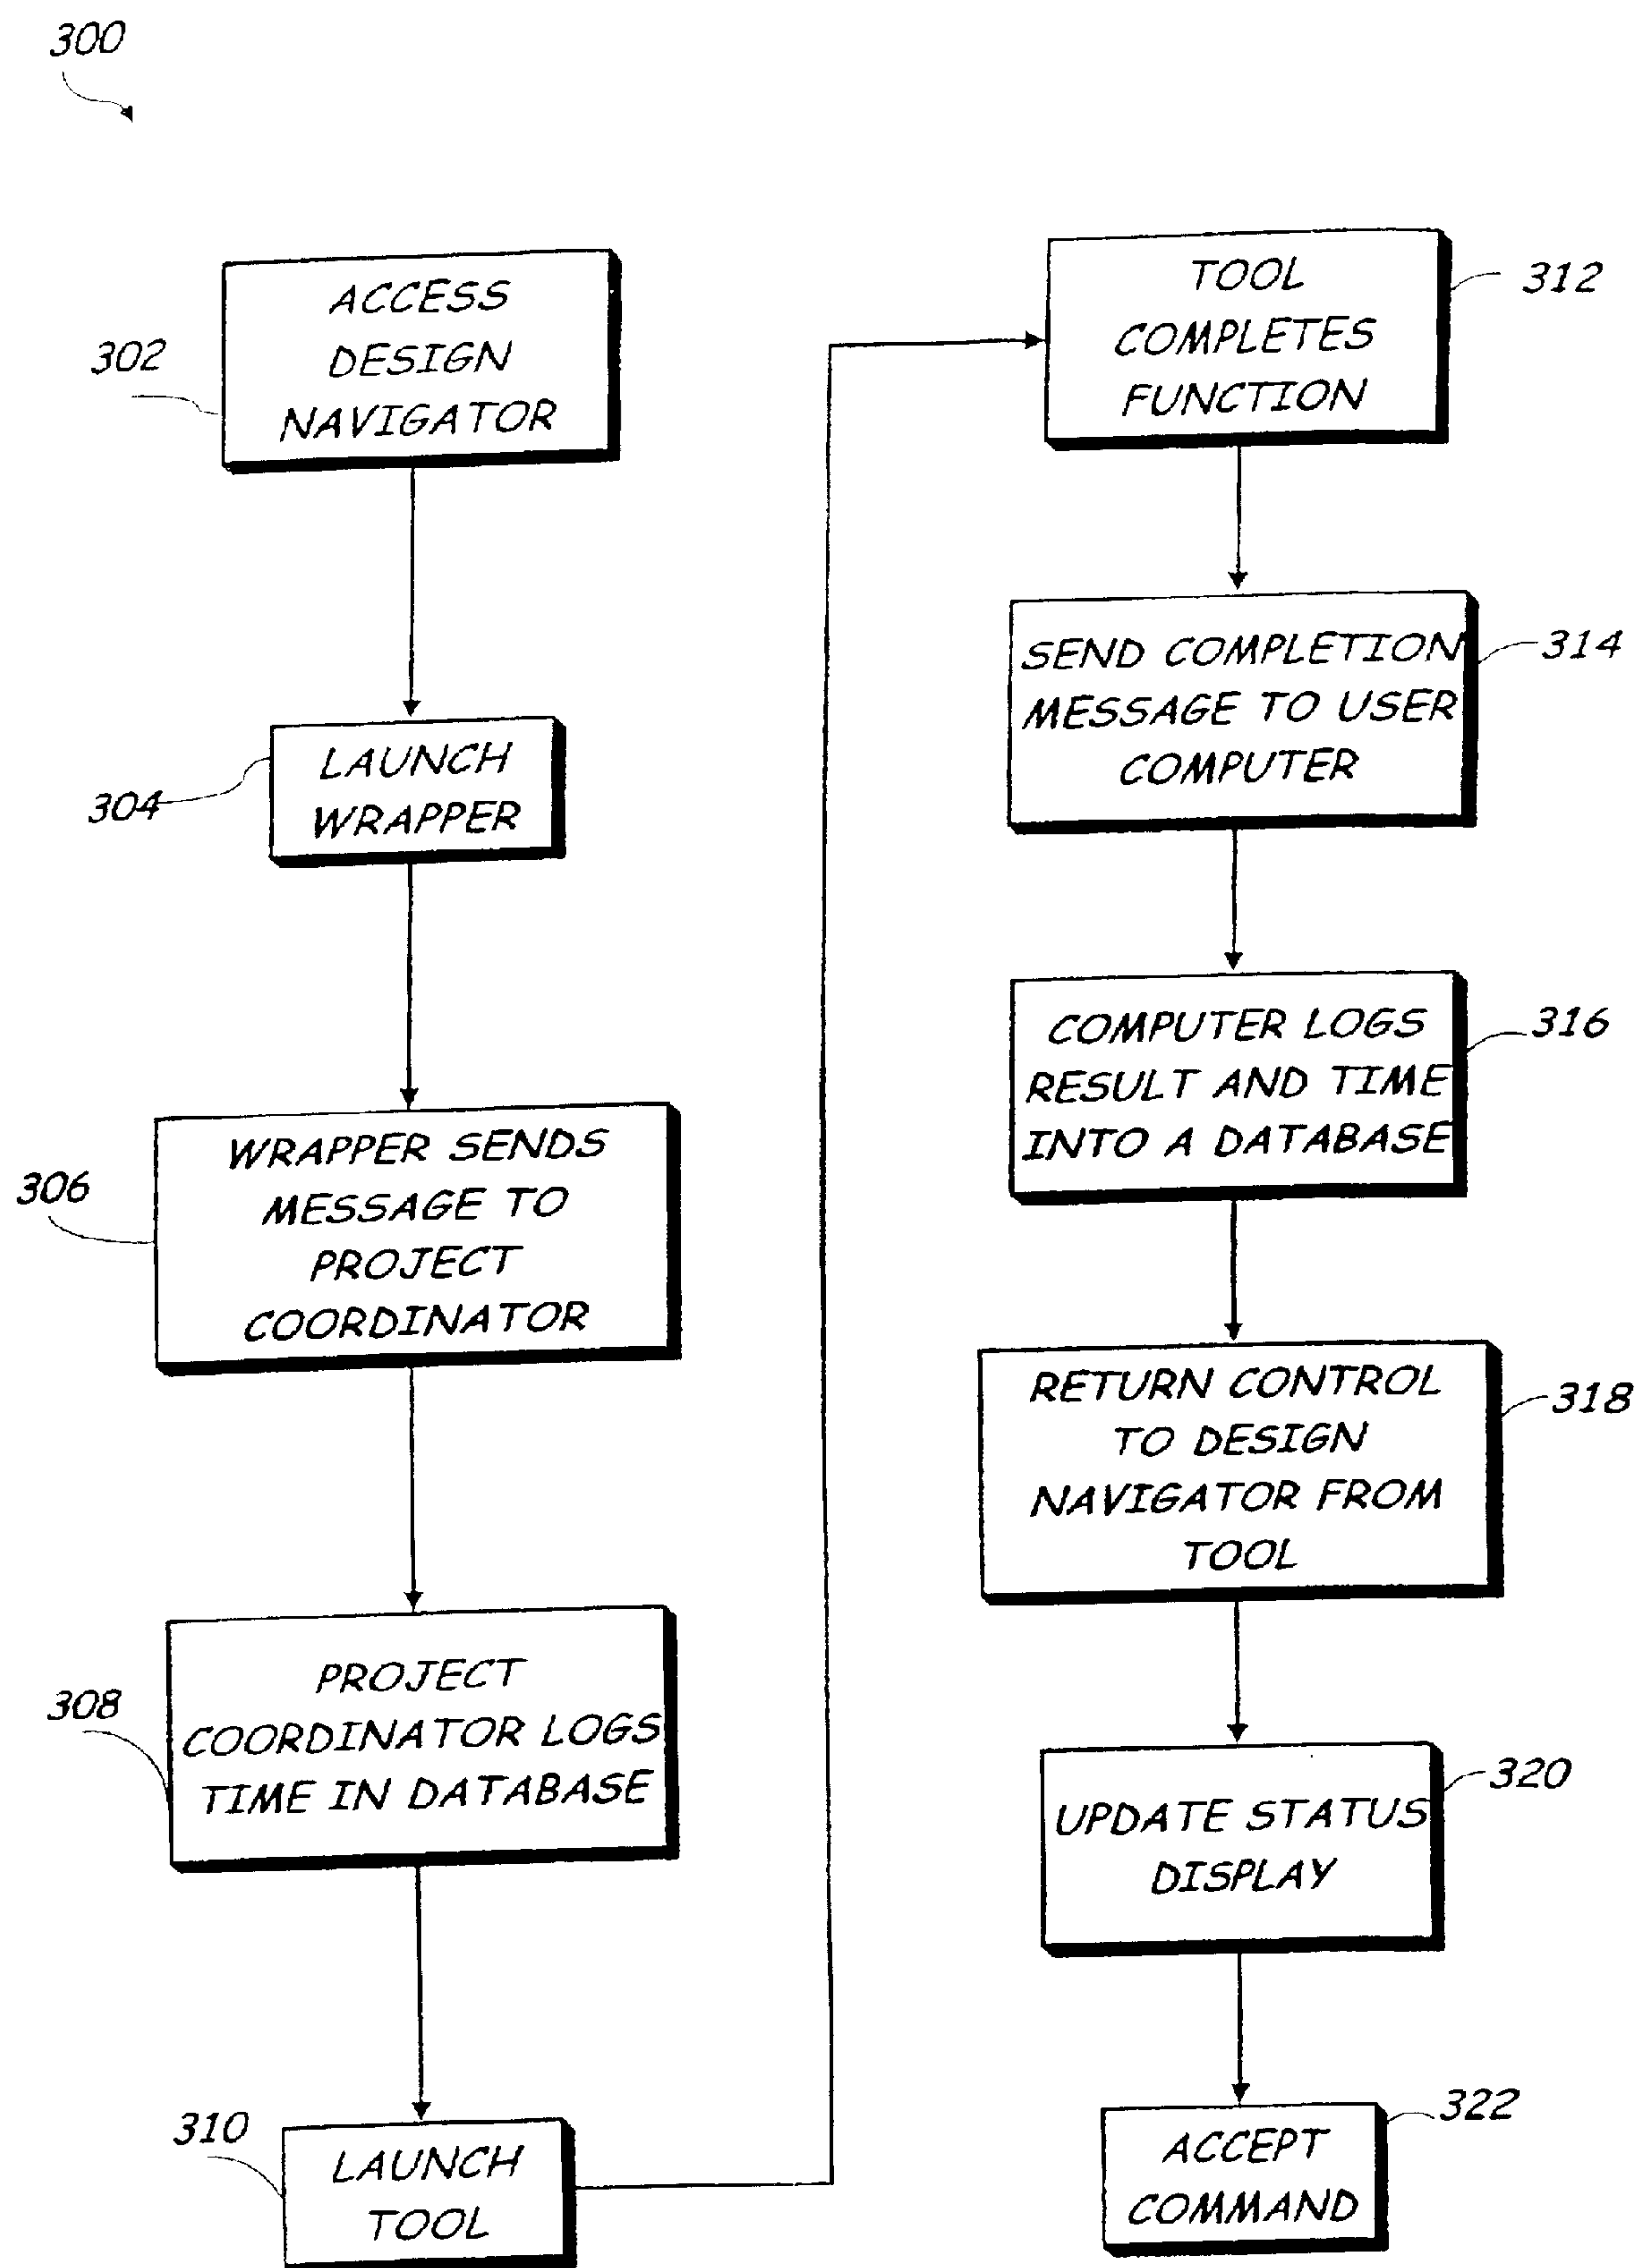 300
302
ACCESS
DESIGN
NAVIGATOR
304
LAUNCH
WRAPPER
306
WRAPPER SENDS
MESSAGE TO
PROJECT
COORDINATOR
308
PROJECT
COORDINATOR LOGS
TIME IN DATABASE
310
LAUNCH
TOOL
312
TOOL
COMPLETES
FUNCTION
314
SEND COMPLETION
MESSAGE TO USER
COMPUTER
316
COMPUTER LOGS
RESULT AND TIME
INTO A DATABASE
318
RETURN CONTROL
TO DESIGN
NAVIGATOR FROM
TOOL
320
UPDATE STATUS
DISPLAY
322
ACCEPT
COMMAND